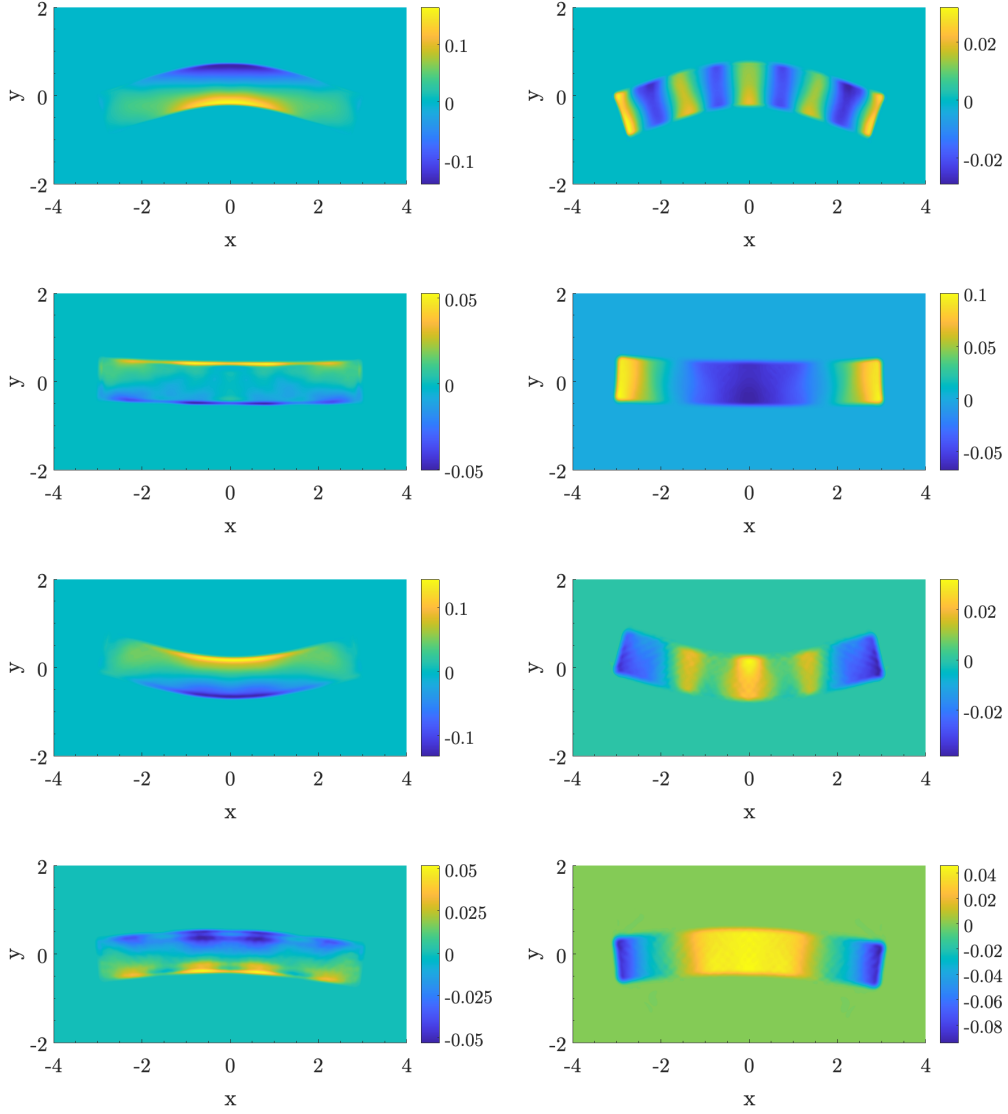 2 0.1 2 0.02
y 0 0 y 0 0
-2 -0.1 -2 -0.02
-4 -2 0 2 4 -4 -2 0 2 4
x x
2 0.05 2 0.1
y 0 0 y 0 0.05
0
-2 -0.05 -2 -0.05
-4 -2 0 2 4 -4 -2 0 2 4
x x
2 0.1 2 0.02
y 0 0 y 0 0
-2 -0.1 -2 -0.02
-4 -2 0 2 4 -4 -2 0 2 4
x x
2 0.05 2 0.04
0.025 0.02
y 0 0 y 0 0
-0.02
-0.025 -0.04
-0.06
-2 -0.05 -2 -0.08
-4 -2 0 2 4 -4 -2 0 2 4
x x